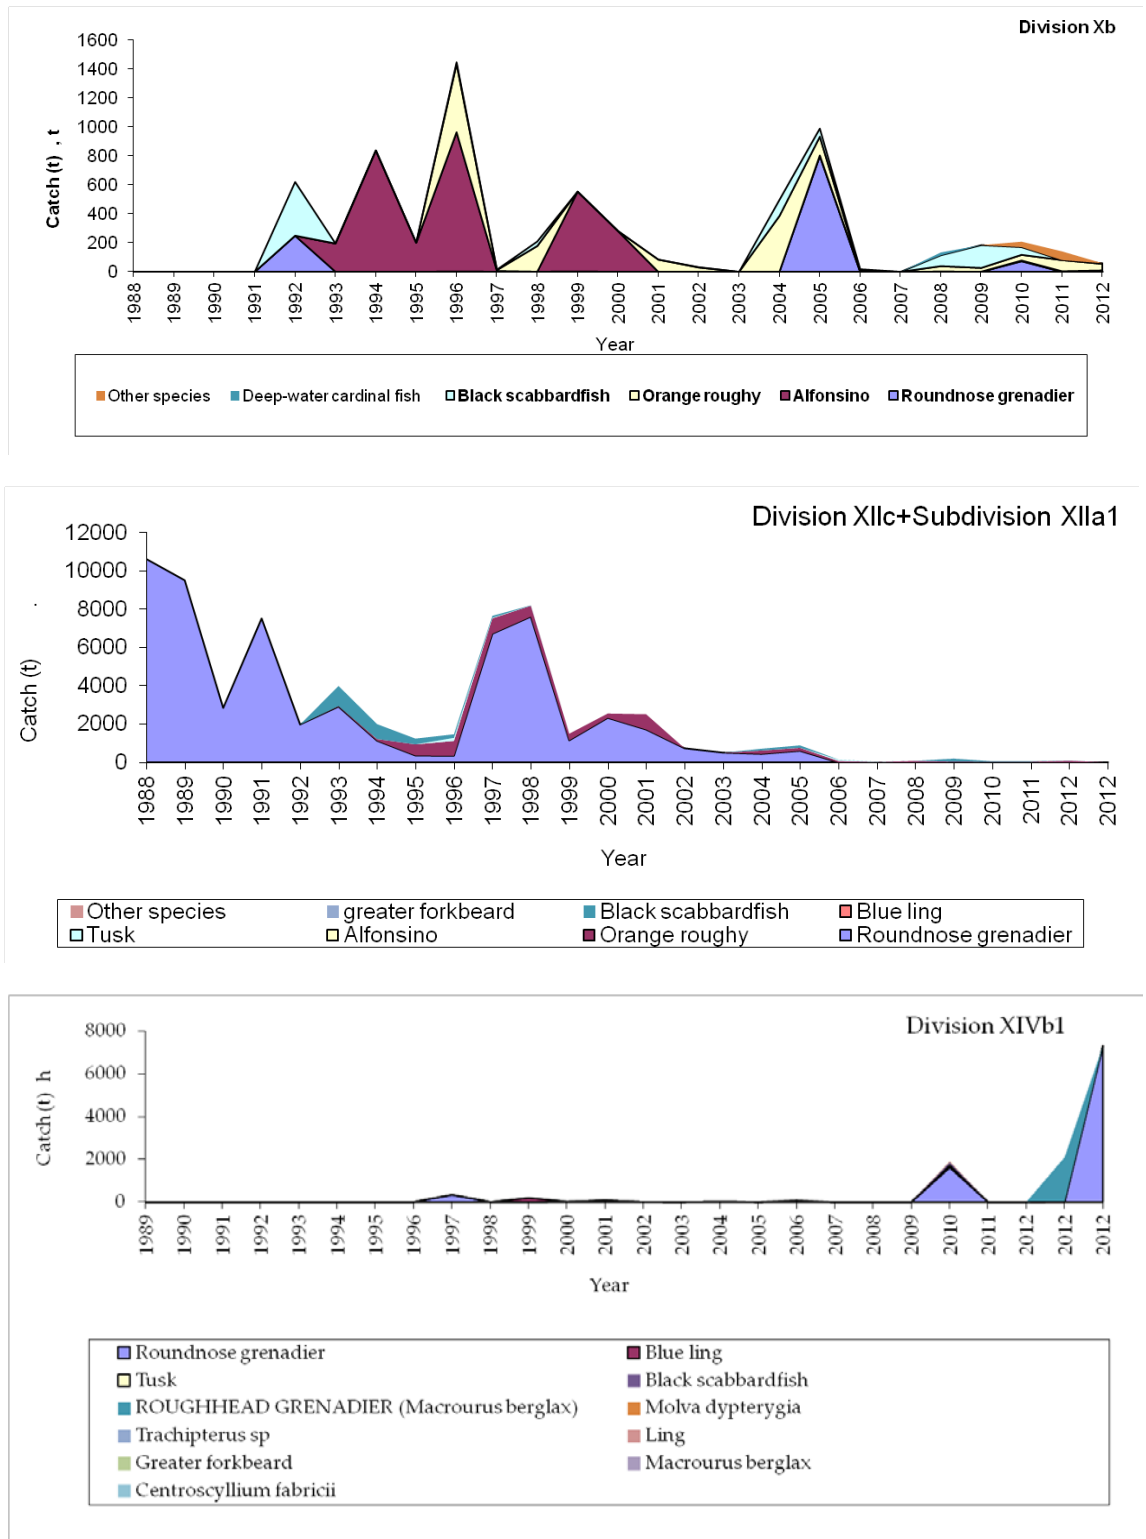 Division Xb
1600
1400
1200
1000
800
600
400
200
0
Catch (t) , t
1988 1989 1990 1991 1992 1993 1994 1995 1996 1997 1998 1999 2000 2001 2002 2003 2004 2005 2006 2007 2008 2009 2010 2011 2012
Year
Other species Deep-water cardinal fish Black scabbardfish Orange roughy Alfonsino Roundnose grenadier
Division XIIc+Subdivision XIIa1
12000
10000
8000
6000
4000
2000
0
Catch (t)
1988 1989 1990 1991 1992 1993 1994 1995 1996 1997 1998 1999 2000 2001 2002 2003 2004 2005 2006 2007 2008 2009 2010 2011 2012 2012
Year
Other species greater forkbeard Black scabbardfish Blue ling
Tusk Alfonsino Orange roughy Roundnose grenadier
Division XIVb1
8000
6000
4000
2000
0
Catch (t) h
1989 1990 1991 1992 1993 1994 1995 1996 1997 1998 1999 2000 2001 2002 2003 2004 2005 2006 2007 2008 2009 2010 2011 2012 2012 2012
Year
Roundnose grenadier Blue ling
Tusk Black scabbardfish
ROUGHHEAD GRENADIER (Macrourus berglax) Molva dypterygia
Trachipterus sp Ling
Greater forkbeard Macrourus berglax
Centroscyllium fabricii